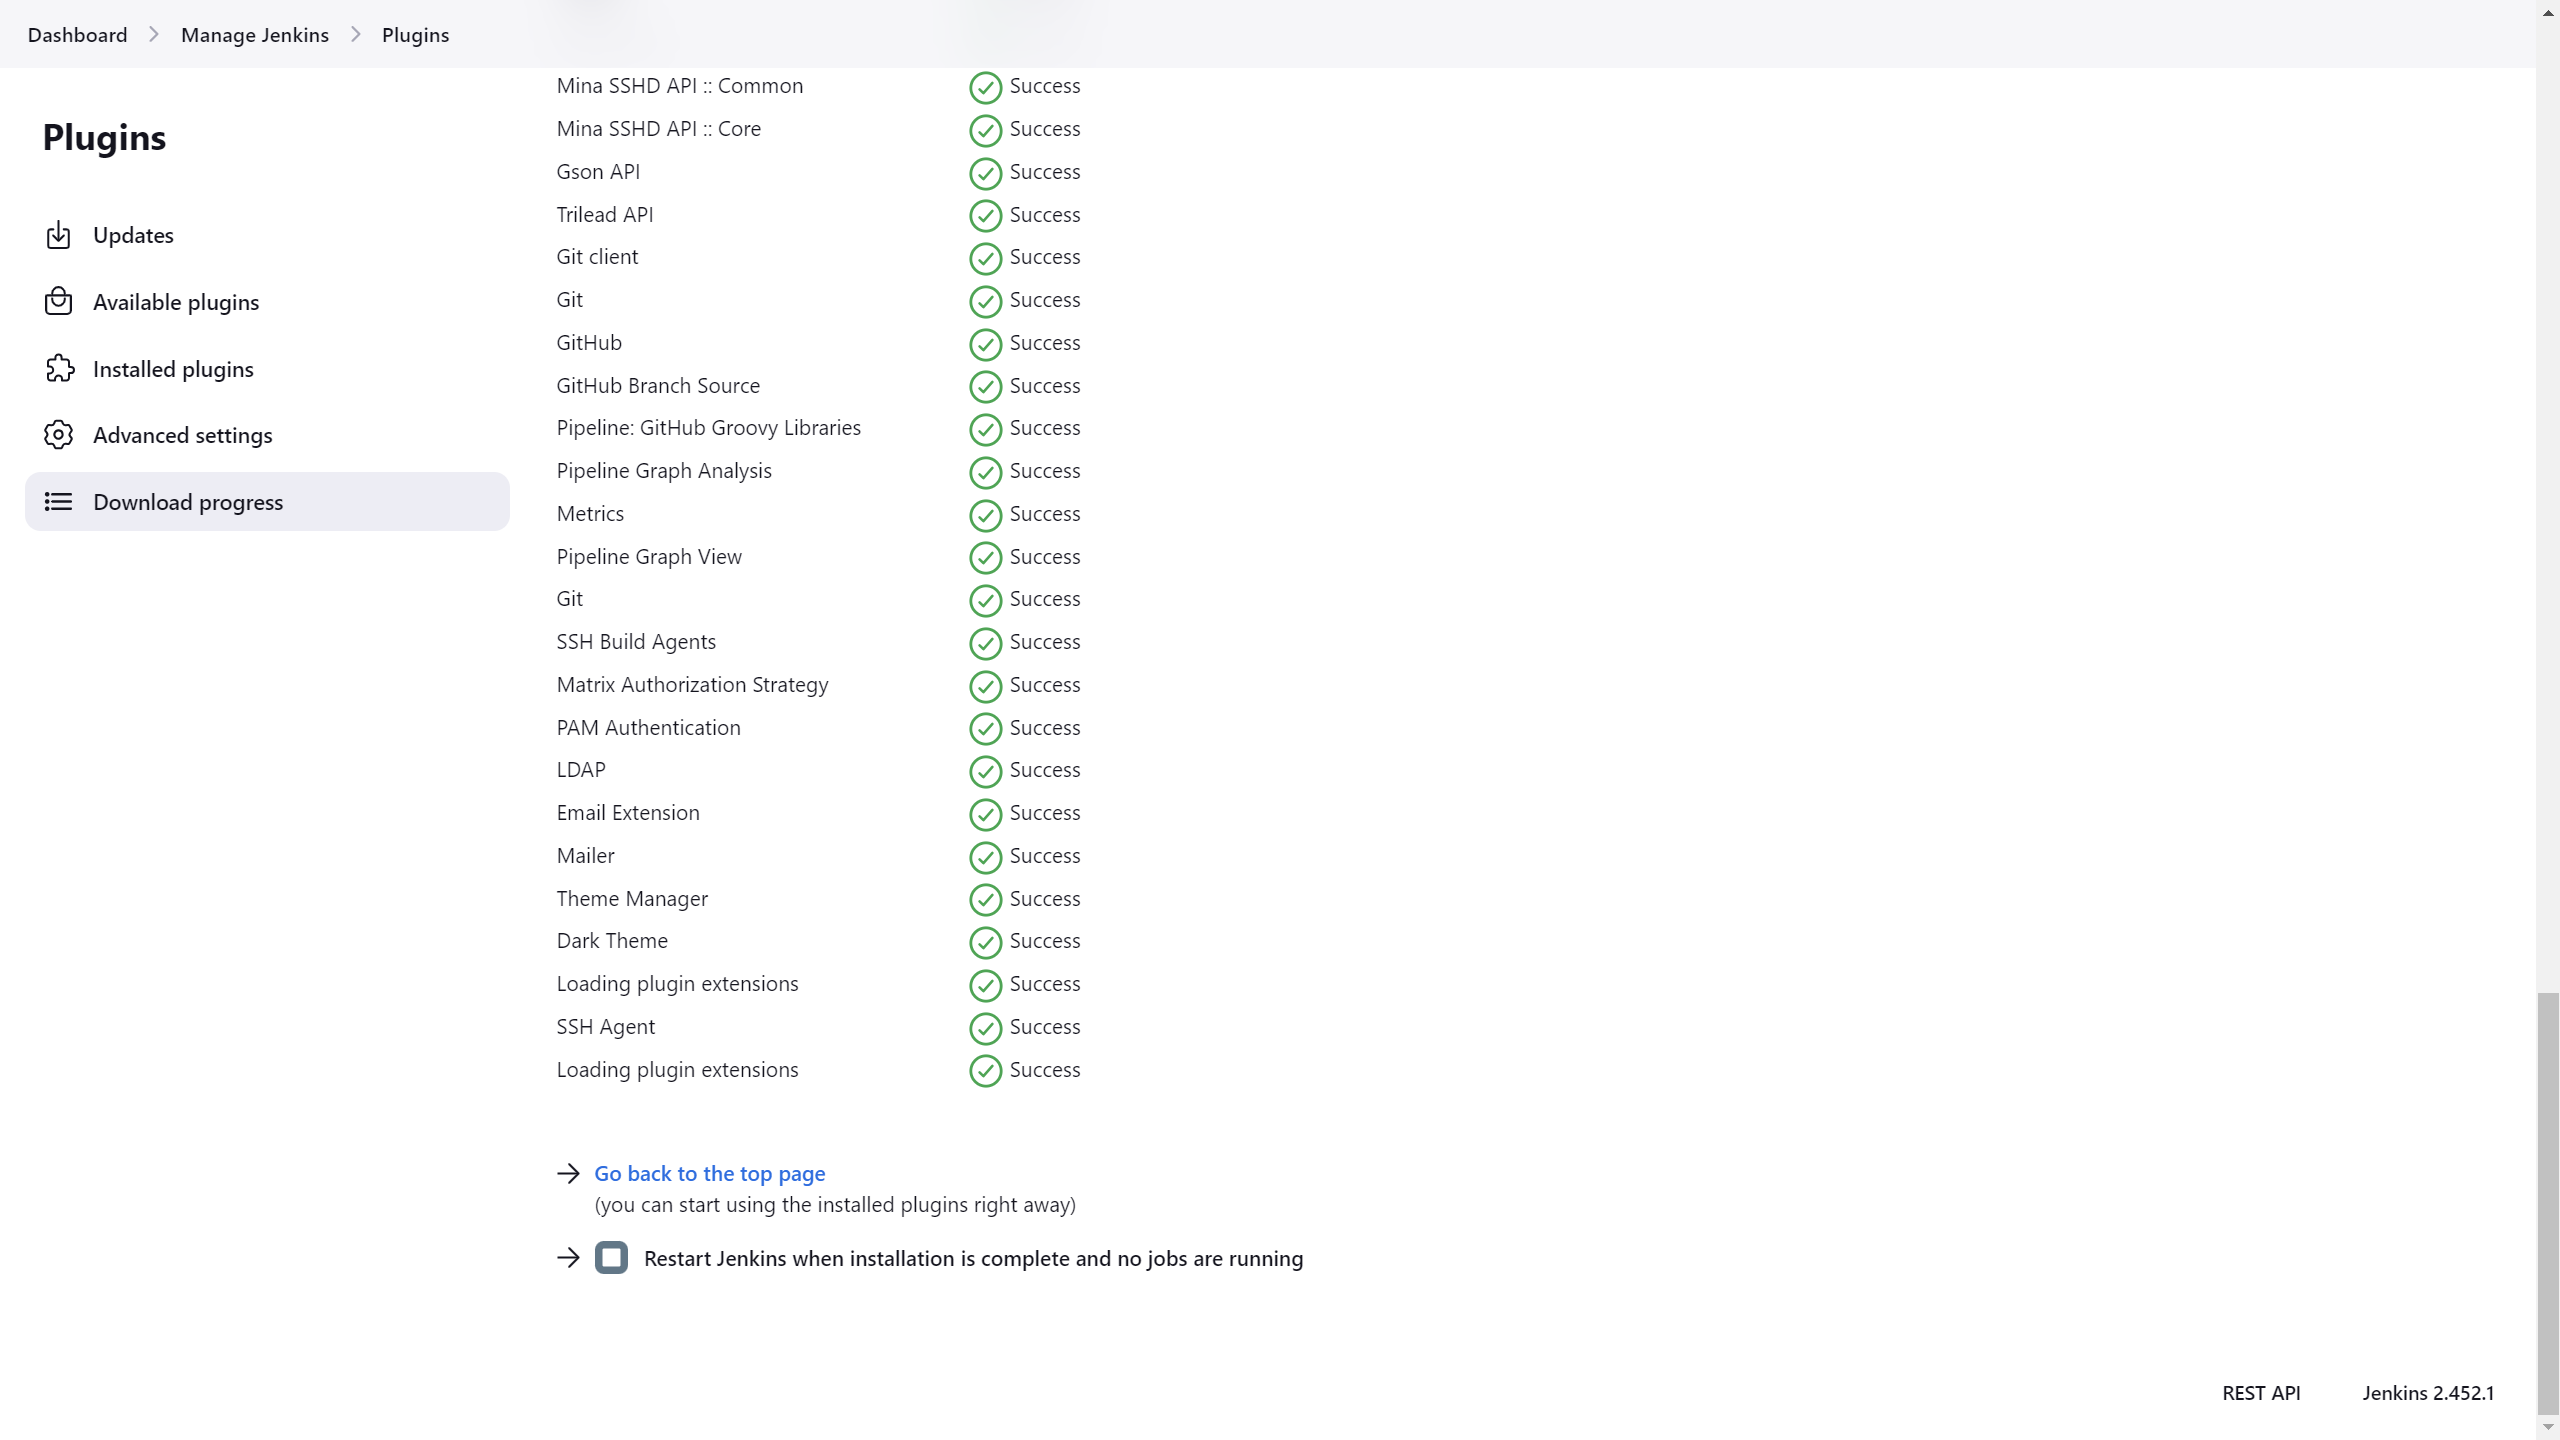 Dashboard > Manage Jenkins > Plugins
Plugins
Updates
Available plugins
Installed plugins
Advanced settings
Download progress
Mina SSHD API :: Common Success
Mina SSHD API :: Core Success
Gson API Success
Trilead API Success
Git client Success
Git Success
GitHub Success
GitHub Branch Source Success
Pipeline: GitHub Groovy Libraries Success
Pipeline Graph Analysis Success
Metrics Success
Pipeline Graph View Success
Git Success
SSH Build Agents Success
Matrix Authorization Strategy Success
PAM Authentication Success
LDAP Success
Email Extension Success
Mailer Success
Theme Manager Success
Dark Theme Success
Loading plugin extensions Success
SSH Agent Success
Loading plugin extensions Success
Go back to the top page
(you can start using the installed plugins right away)
Restart Jenkins when installation is complete and no jobs are running
REST API Jenkins 2.452.1